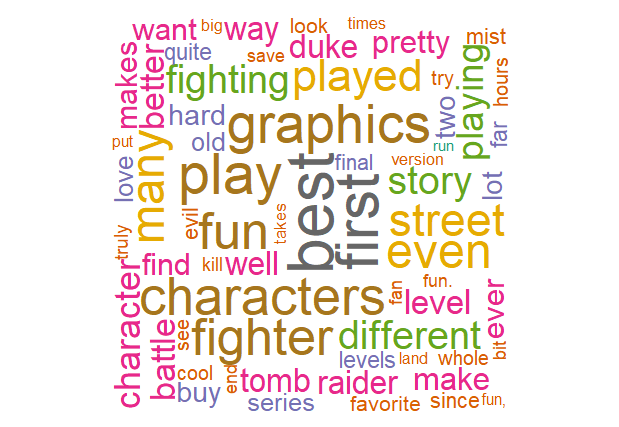 want big way look times
quite duke pretty mist
save
makes better fighting played try playing hours
hard graphics two far
put old run
love many play best first final version
story lot
evil fun takes street
truly even
find kill well
character characters fan fun. level ever
battle see fighter different bit
levels land whole
cool end tomb raider make
buy series favorite since fun,